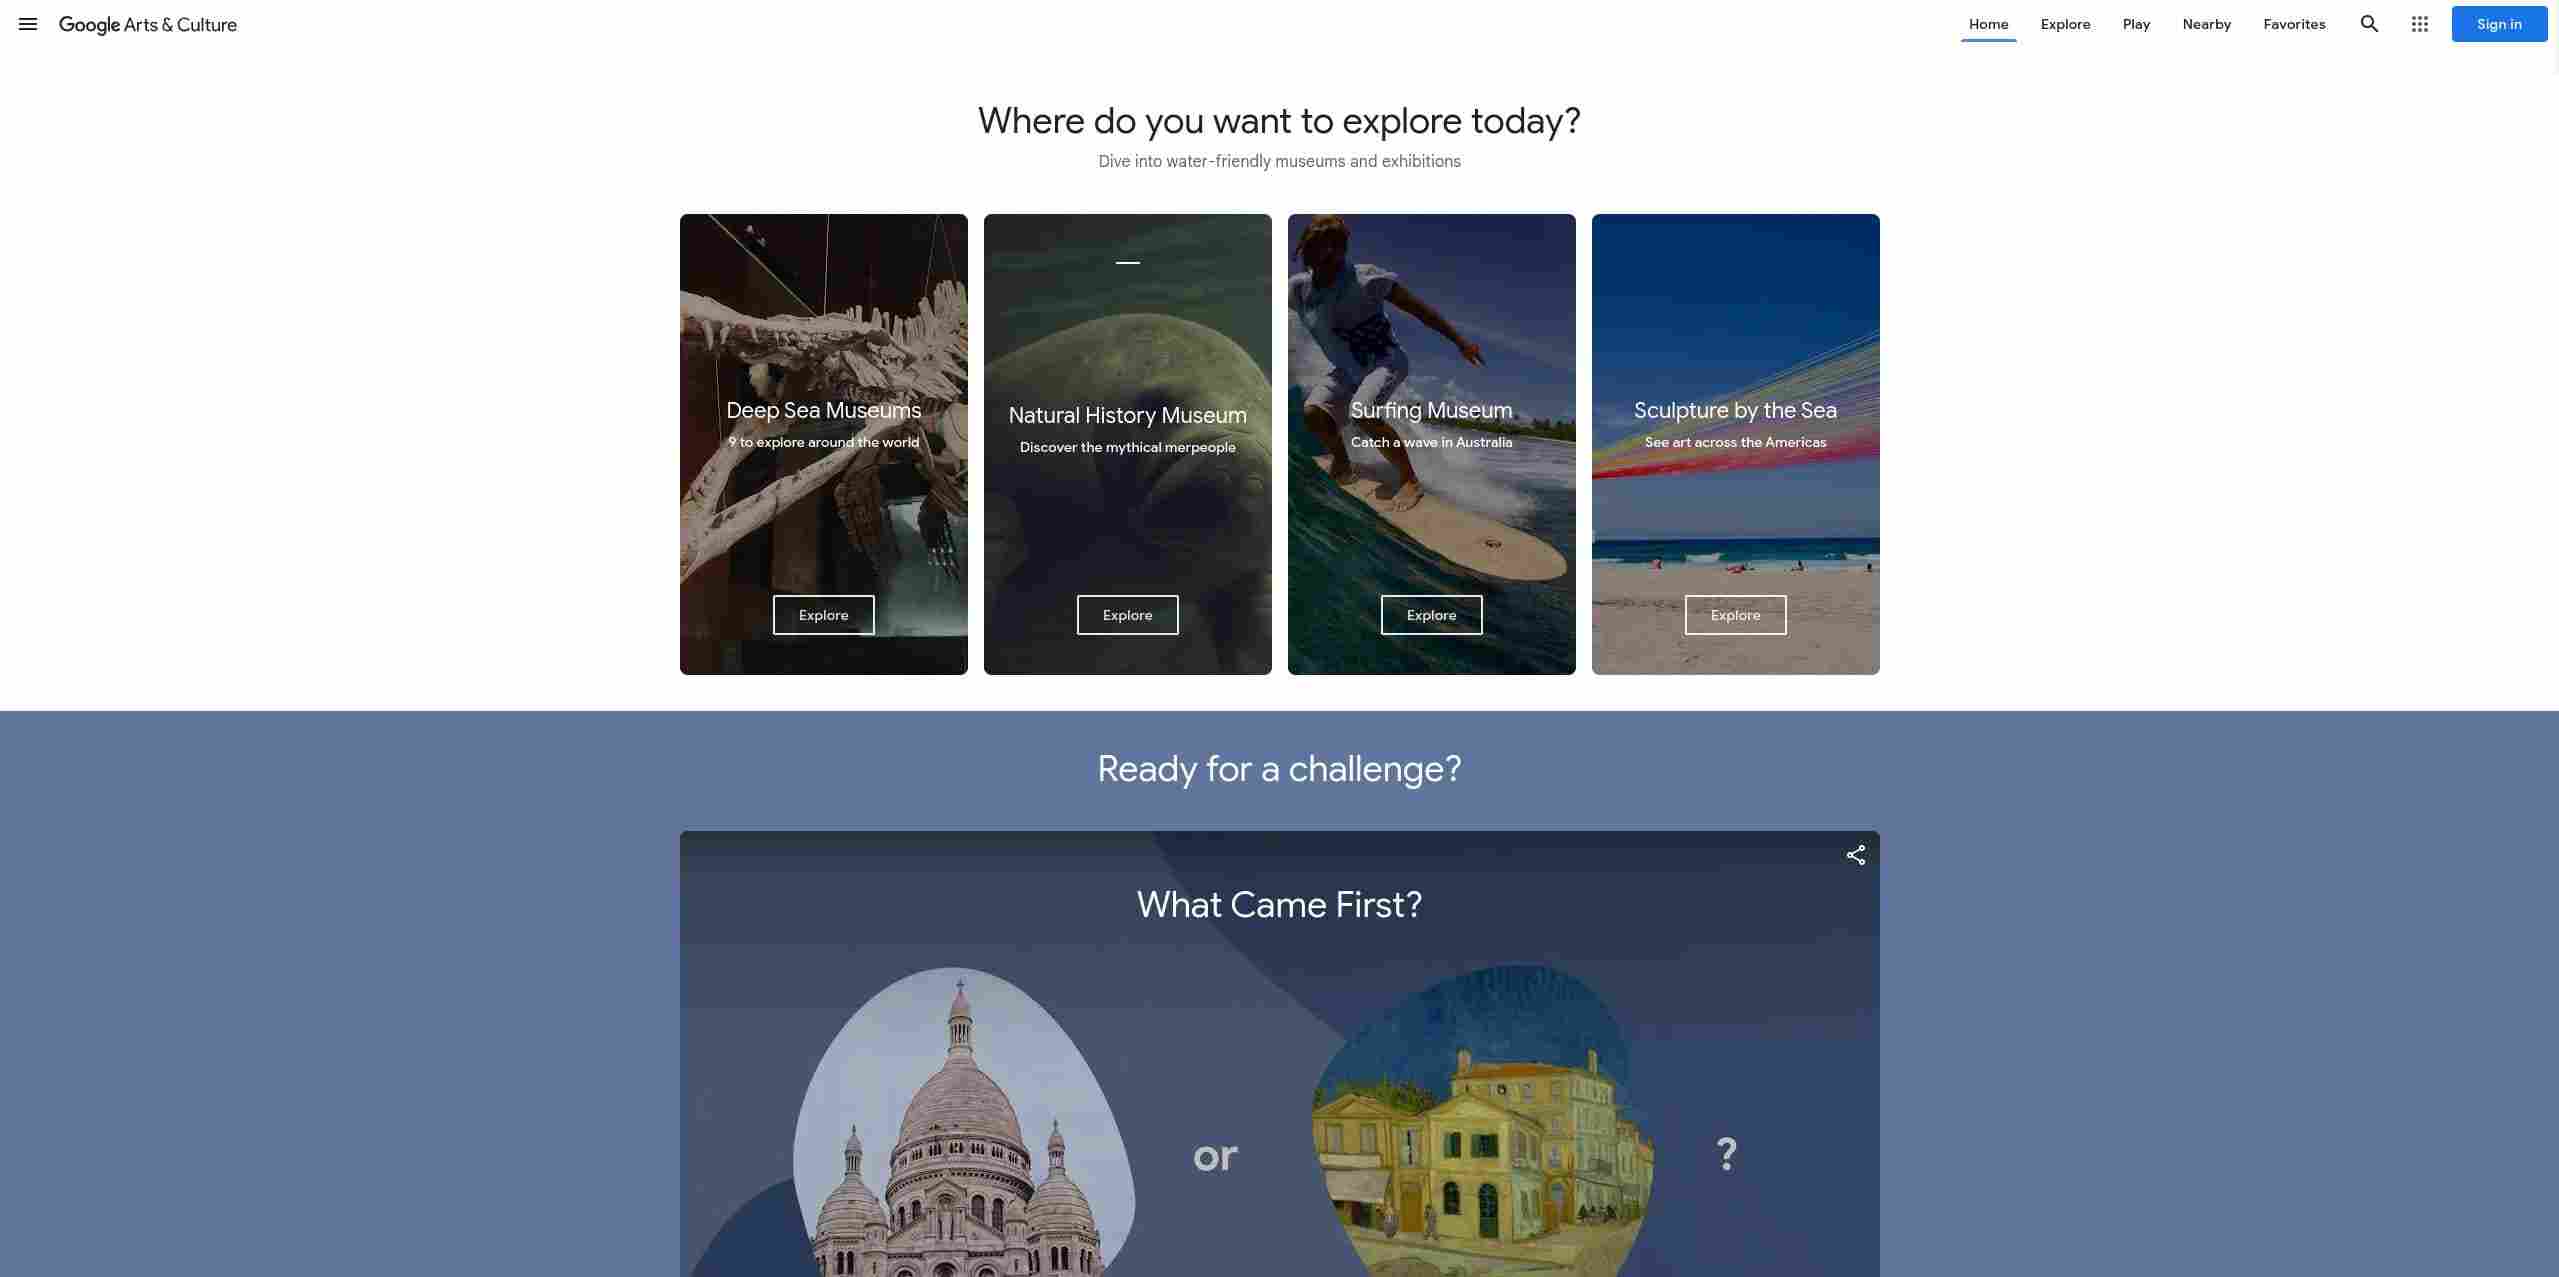 Google Arts & Culture
Home Explore Play Nearby Favorites Sign in
Where do you want to explore today?
Dive into water-friendly museums and exhibitions
Deep Sea Museums
9 to explore around the world
Explore
Natural History Museum
Discover the mythical merpeople
Explore
Surfing Museum
Catch a wave in Australia
Explore
Sculpture by the Sea
See art across the Americas
Explore
Ready for a challenge?
What Came First?
or ?